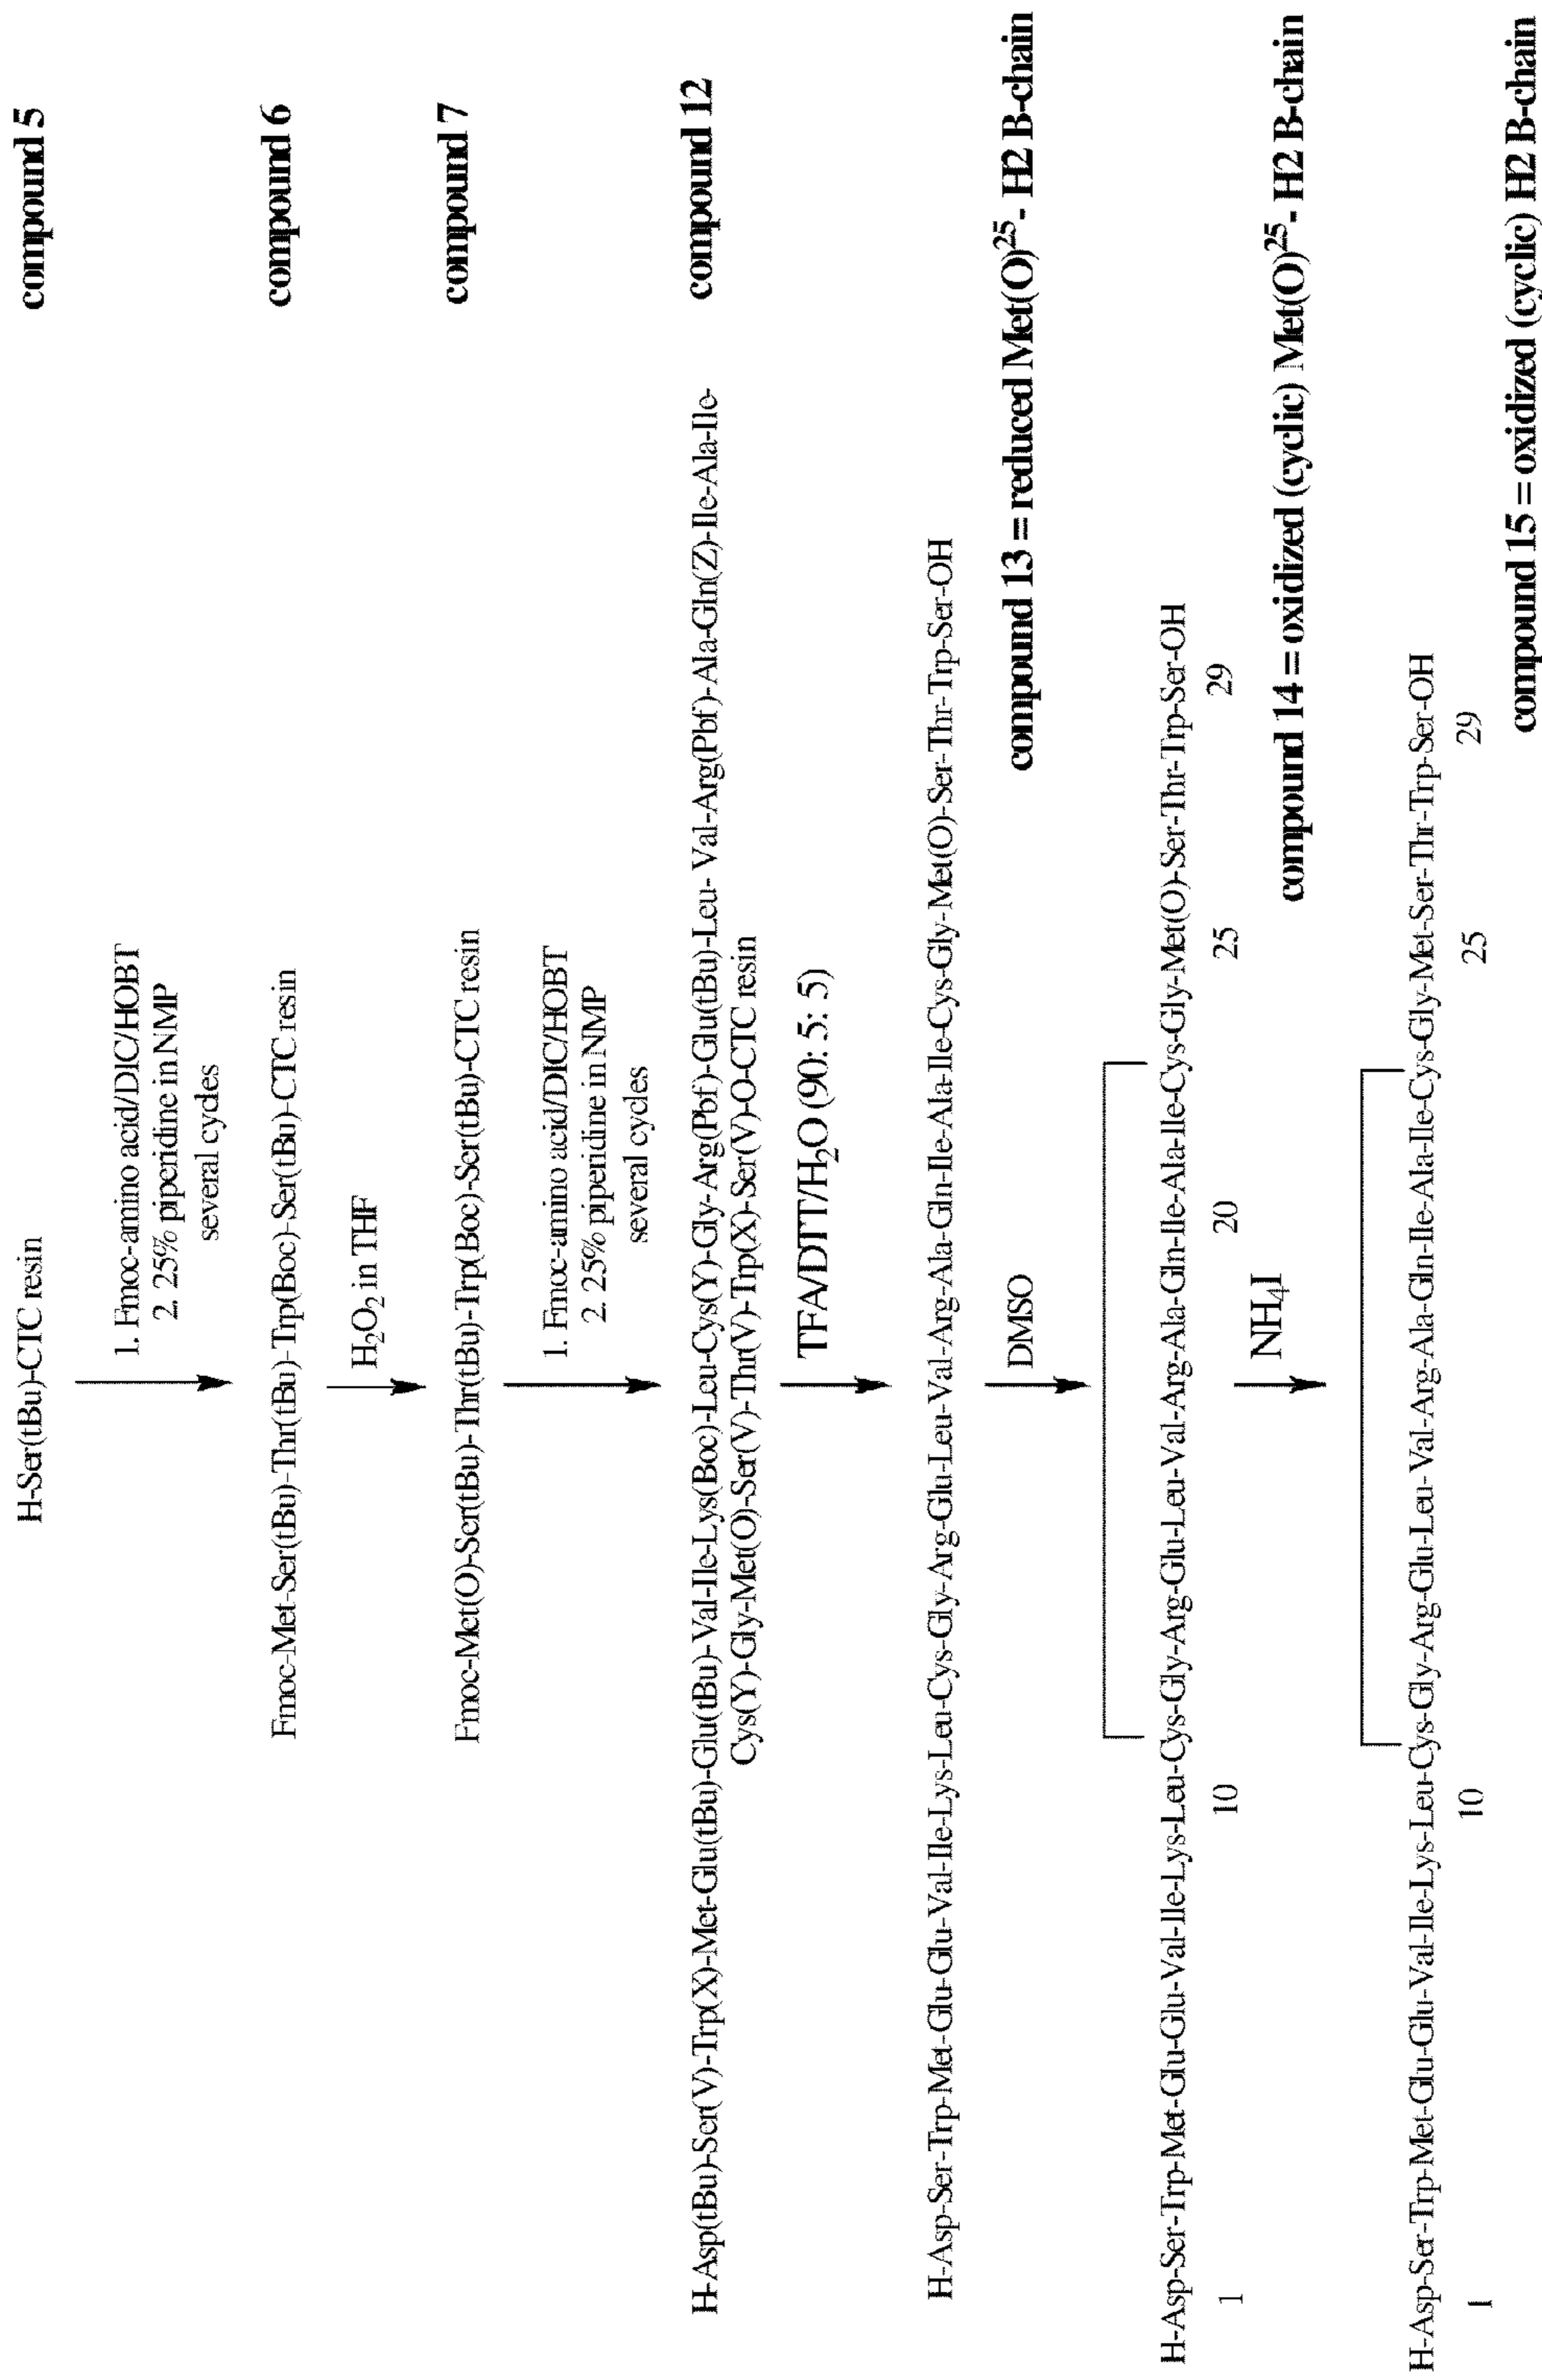 H-Ser(tBu)-CTC resin
compound 5
1. Fmoc-amino acid/DIC/HOBT
2. 25% piperidine in NMP
several cycles
Fmoc-Met-Ser(tBu)-Thr(tBu)-Trp(Boc)-Ser(tBu)-CTC resin
compound 6
H2O2 in THF
Fmoc-Met(O)-Ser(tBu)-Thr(tBu)-Trp(Boc)-Ser(tBu)-CTC resin
compound 7
1. Fmoc-amino acid/DIC/HOBT
2. 25% piperidine in NMP
several cycles
H-Asp(tBu)-Ser(V)-Trp(X)-Met-Glu(tBu)-Glu(tBu)-Val-Ile-Lys(Boc)-Leu-Cys(Y)-Gly-Arg(Pbf)-Glu(tBu)-Leu- Val-Arg(Pbf)-Ala-Gln(Z)-Ile-Ala-Ile-
compound 12
Cys(Y)-Gly-Met(O)-Ser(V)-Thr(V)-Trp(X)-Ser(V)-O-CTC resin
TFA/DTT/H2O (90: 5: 5)
H-Asp-Ser-Trp-Met-Glu-Glu-Val-Ile-Lys-Leu-Cys-Gly-Arg-Glu-Leu-Val-Arg-Ala-Gln-Ile-Ala-Ile-Cys-Gly-Met(O)-Ser-Thr-Trp-Ser-OH
compound 13 = reduced Met(O)25- H2 B-chain
DMSO
H-Asp-Ser-Trp-Met-Glu-Glu-Val-Ile-Lys-Leu-Cys-Gly-Arg-Glu-Leu-Val-Arg-Ala-Gln-Ile-Ala-Ile-Cys-Gly-Met(O)-Ser-Thr-Trp-Ser-OH
1 10 20 25 29
compound 14 = oxidized (cyclic) Met(O)25- H2 B-chain
NH4I
H-Asp-Ser-Trp-Met-Glu-Glu-Val-Ile-Lys-Leu-Cys-Gly-Arg-Glu-Leu- Val-Arg-Ala-Gln-Ile-Ala-Ile-Cys-Gly-Met-Ser-Thr-Trp-Ser-OH
1 10 25 29
compound 15 = oxidized (cyclic) H2 B-chain